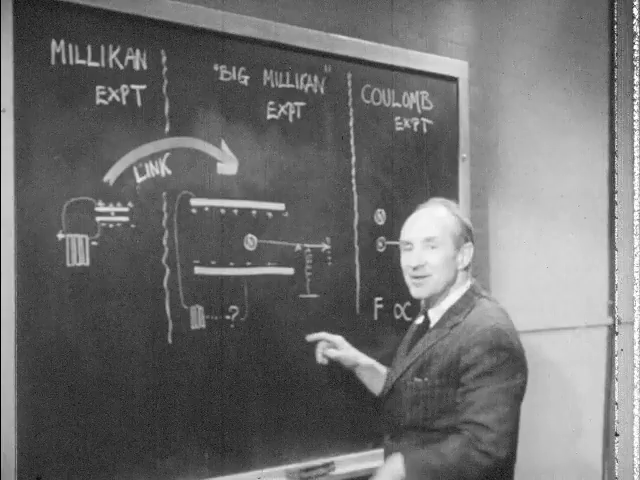 MILLIKAN
EXPT
"BIG MILLIKAN"
EXPT
COULOMB
EXPT
LINK
?
F